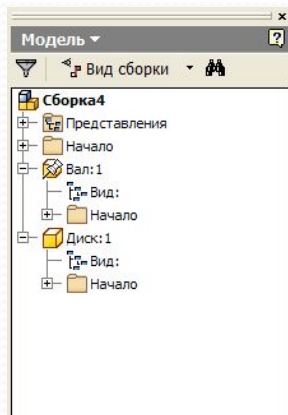 Модель
Вид сборки
Сборка4
Представления
Начало
Вал:1
Вид:
Начало
Диск:1
Вид:
Начало